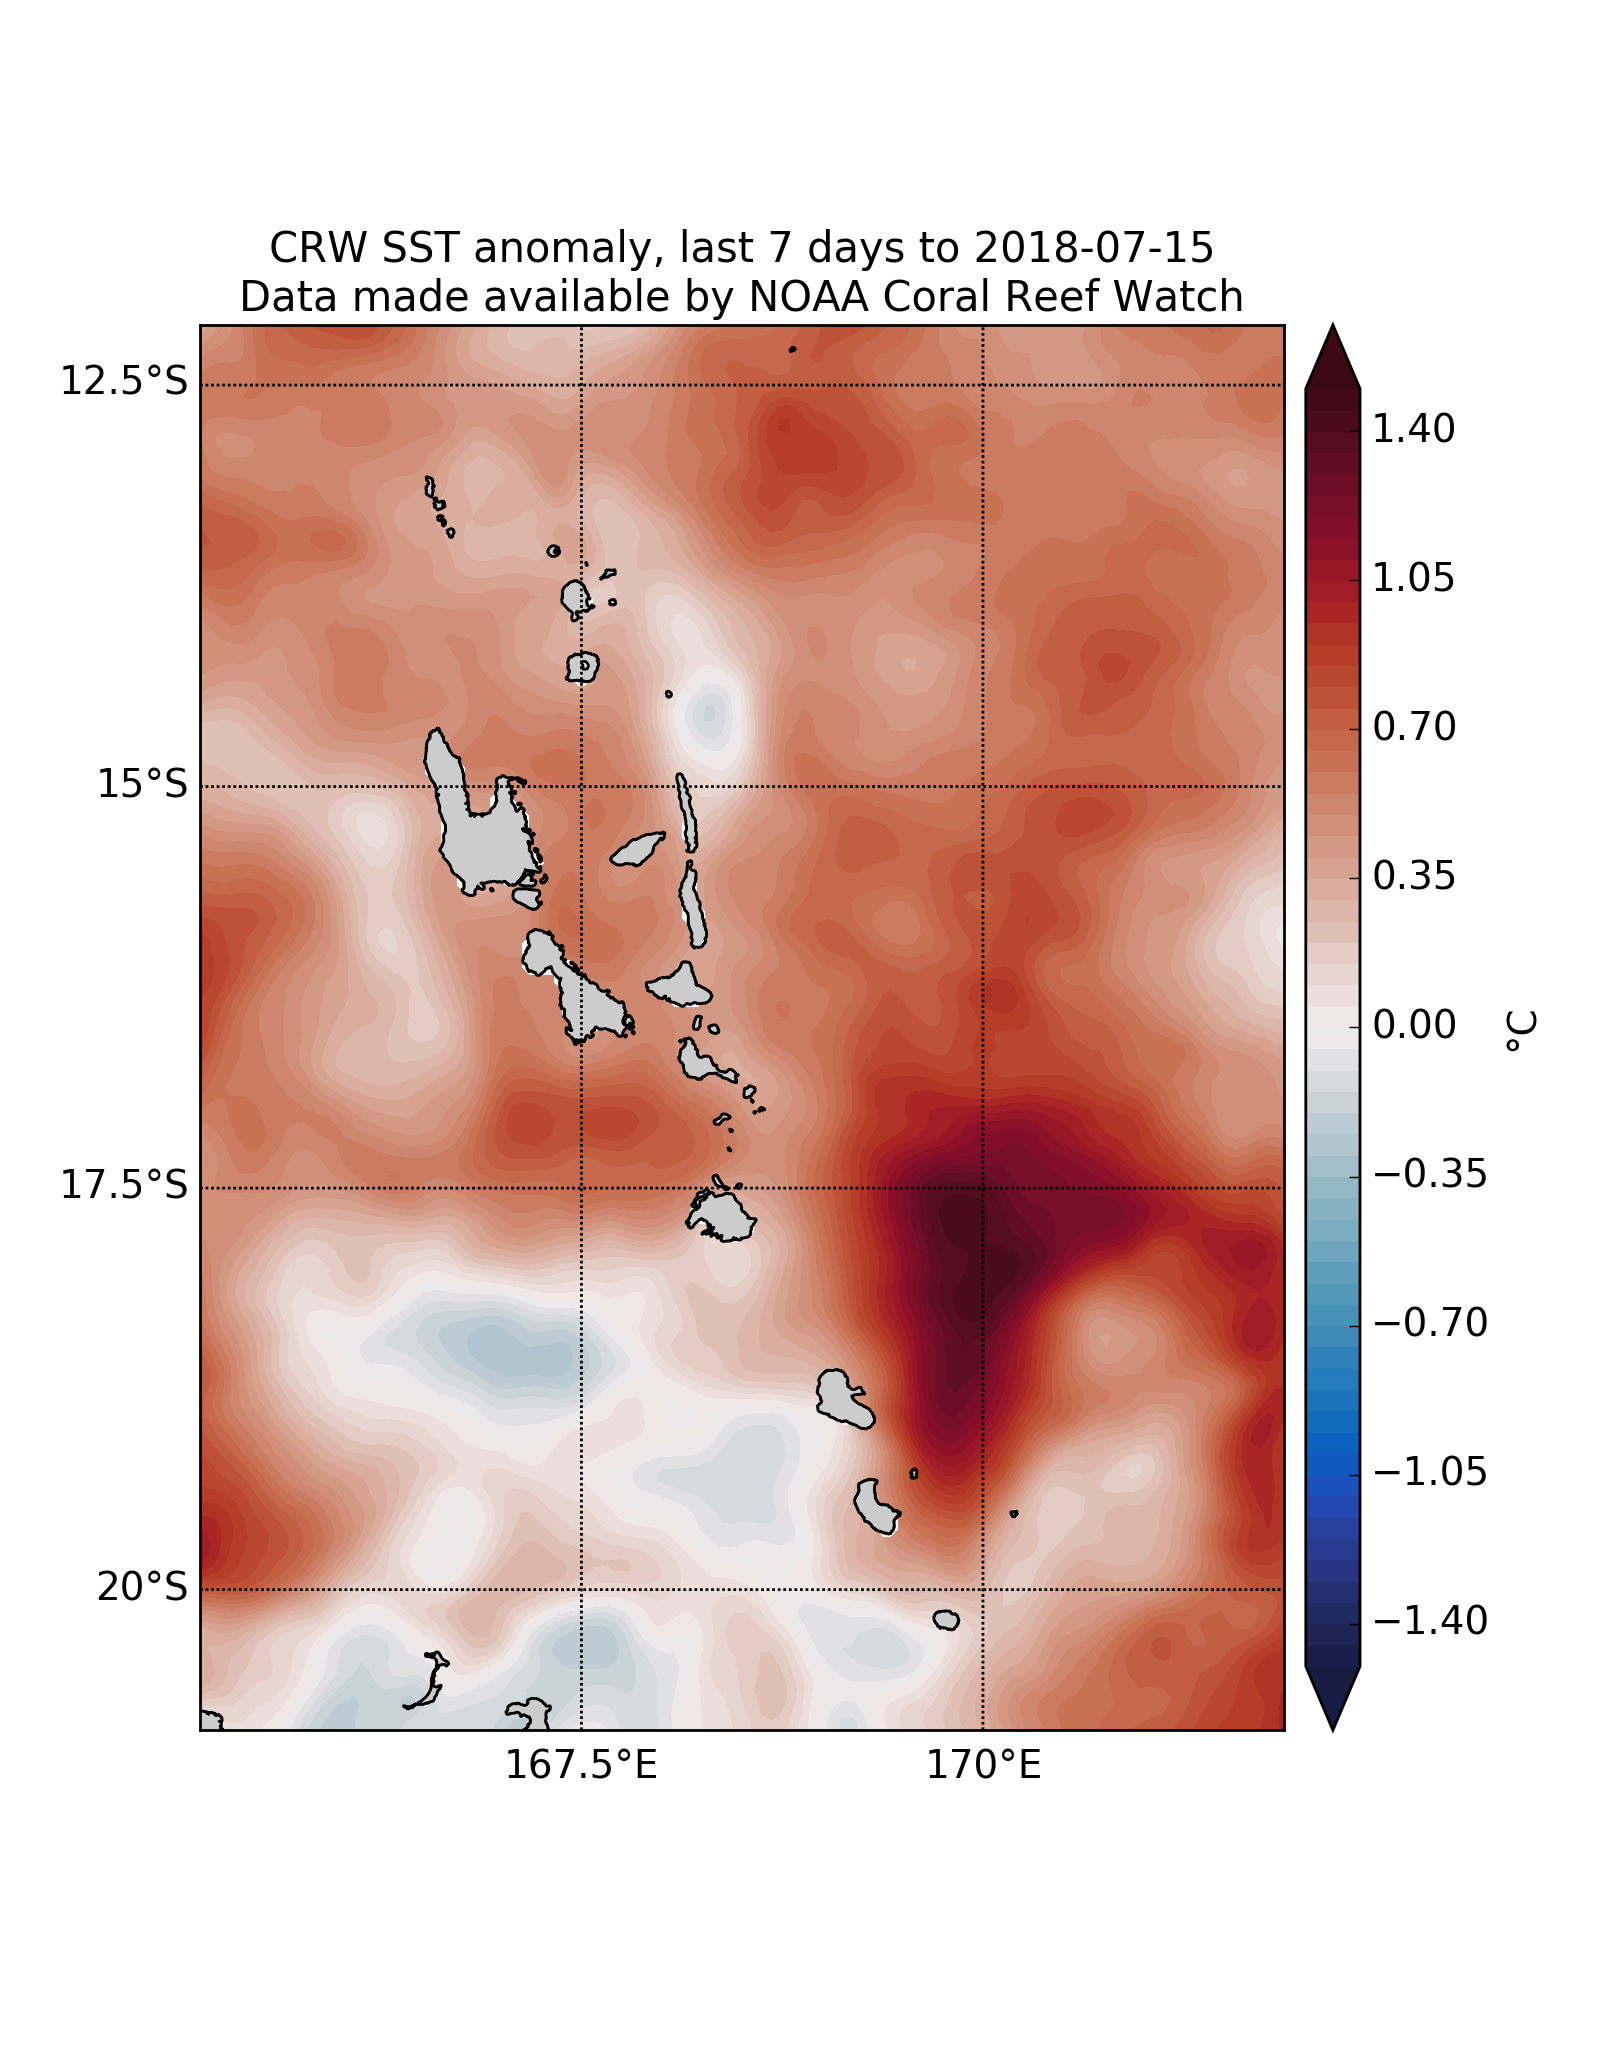 CRW SST anomaly, last 7 days to 2018-07-15
Data made available by NOAA Coral Reef Watch
12.5°S
15°S
17.5°S
20°S
167.5°E
170°E
1.40
1.05
0.70
0.35
0.00
−0.35
−0.70
−1.05
−1.40
°C